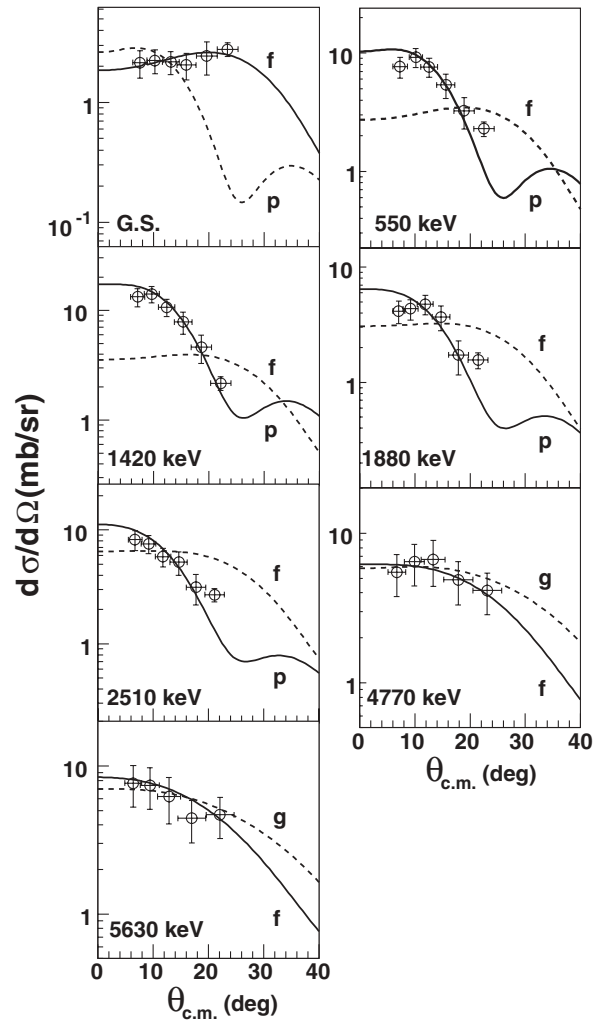 dσ/dΩ(mb/sr)
1
10⁻¹
f
p
G.S.
10
1
f
p
550 keV
10
1
f
p
1420 keV
10
1
f
p
1880 keV
10
1
f
p
2510 keV
10
1
g
f
4770 keV
0 10 20 30 40
θc.m. (deg)
10
1
g
f
5630 keV
0 10 20 30 40
θc.m. (deg)